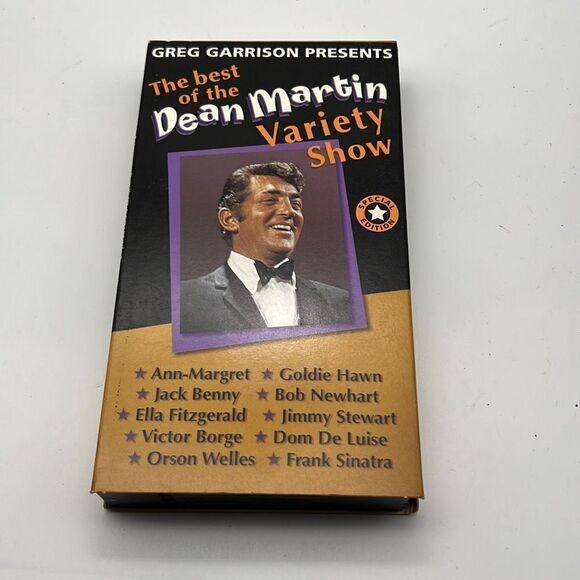 GREG GARRISON PRESENTS
The best
of the
Dean Martin
Variety
Show
SPECIAL
EDITION
★ Ann-Margret ★ Goldie Hawn
★ Jack Benny ★ Bob Newhart
★ Ella Fitzgerald ★ Jimmy Stewart
★ Victor Borge ★ Dom De Luise
★ Orson Welles ★ Frank Sinatra